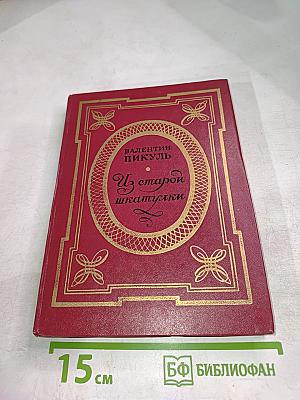 ВАЛЕНТИН
ПИКУЛЬ
Из старой
шкатулки
15 см
БФ БИБЛИОФАН